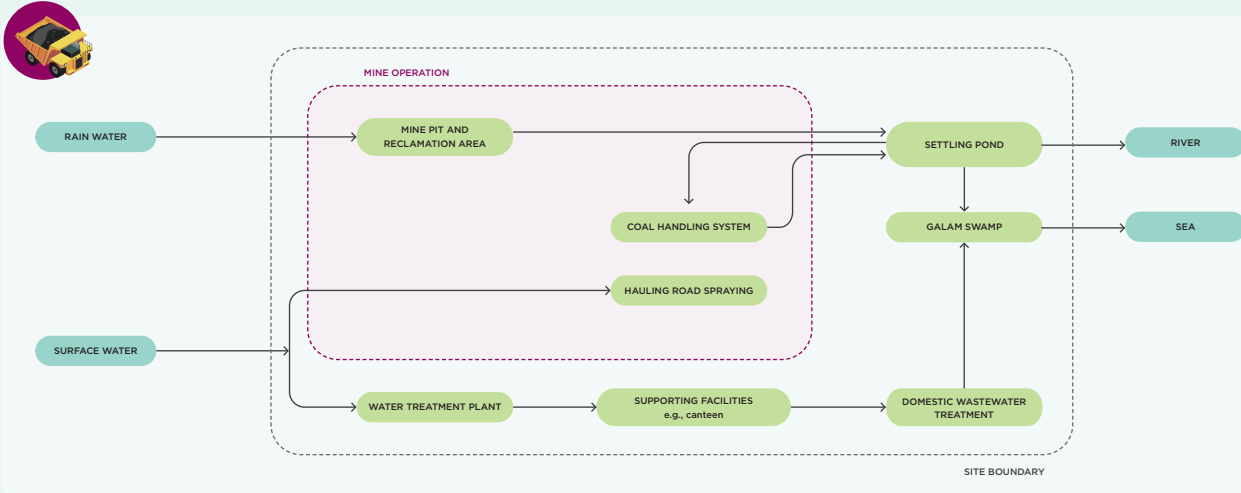 MINE OPERATION
RAIN WATER
MINE PIT AND
RECLAMATION AREA
SETTLING POND
RIVER
COAL HANDLING SYSTEM
GALAM SWAMP
SEA
HAULING ROAD SPRAYING
SURFACE WATER
WATER TREATMENT PLANT
SUPPORTING FACILITIES
e.g., canteen
DOMESTIC WASTEWATER
TREATMENT
SITE BOUNDARY